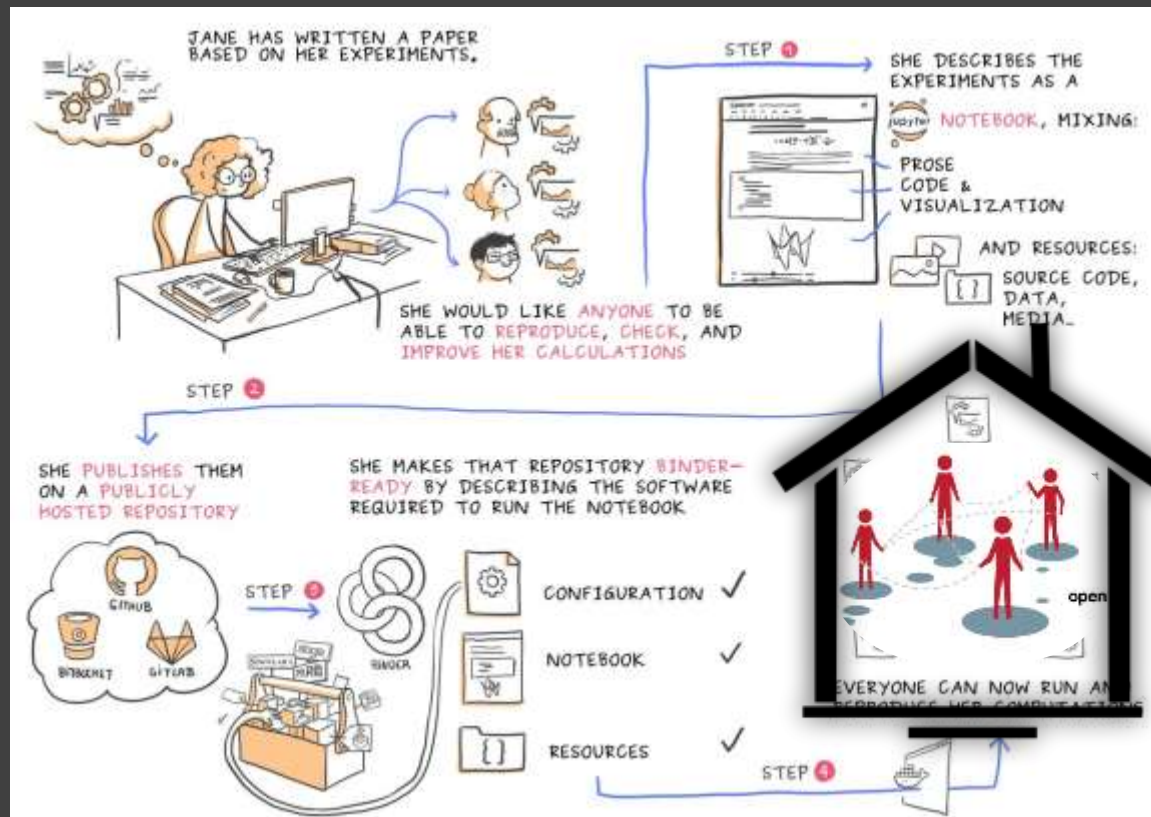 JANE HAS WRITTEN A PAPER
BASED ON HER EXPERIMENTS.
SHE WOULD LIKE ANYONE TO BE
ABLE TO REPRODUCE, CHECK, AND
IMPROVE HER CALCULATIONS
STEP 1
SHE DESCRIBES THE
EXPERIMENTS AS A
jupyter NOTEBOOK, MIXING:
PROSE
CODE &
VISUALIZATION
AND RESOURCES:
SOURCE CODE,
DATA,
MEDIA…
STEP 2
SHE PUBLISHES THEM
ON A PUBLICLY
HOSTED REPOSITORY
GITHUB
BITBUCKET
GITLAB
STEP 3
SHE MAKES THAT REPOSITORY BINDER-
READY BY DESCRIBING THE SOFTWARE
REQUIRED TO RUN THE NOTEBOOK
BINDER
CONFIGURATION
NOTEBOOK
RESOURCES
STEP 4
open
EVERYONE CAN NOW RUN AN
REPRODUCE HER COMPUTATIONS